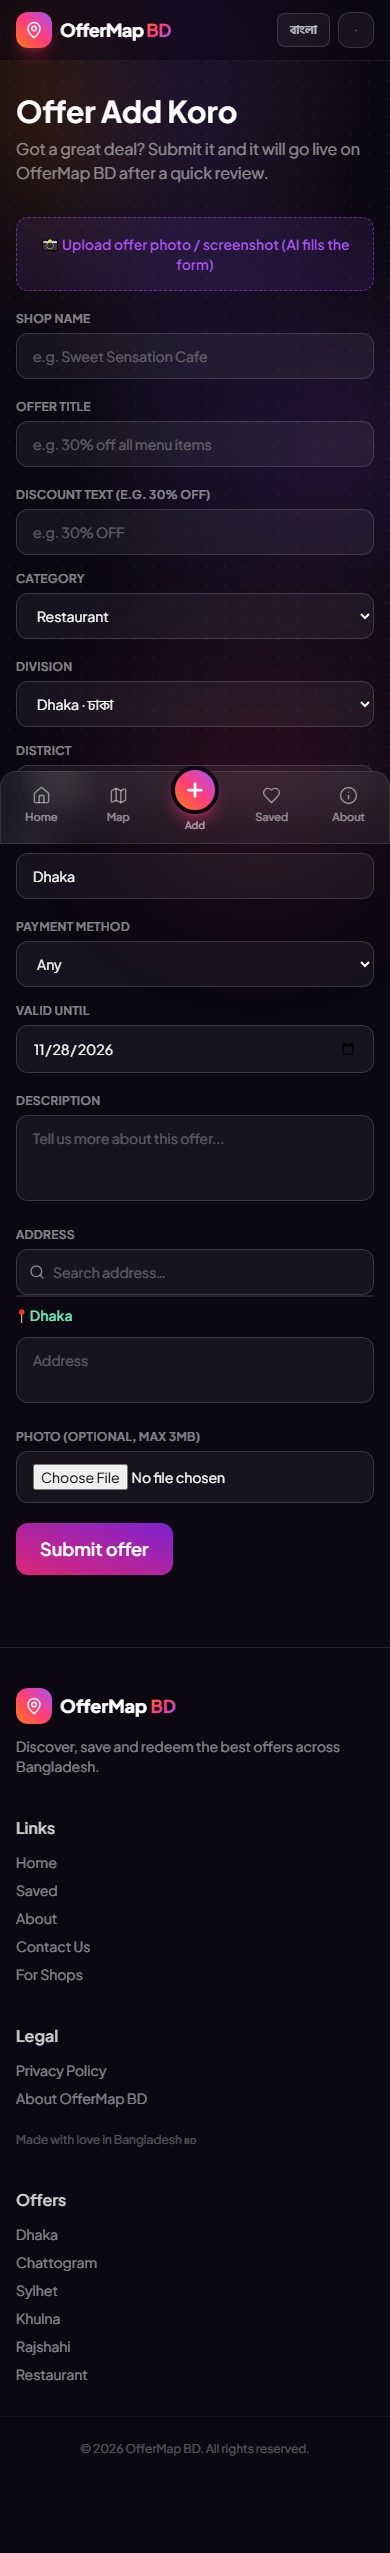 OfferMap BD
বাংলা
Offer Add Koro
Got a great deal? Submit it and it will go live on
OfferMap BD after a quick review.
📸 Upload offer photo / screenshot (AI fills the
form)
SHOP NAME
e.g. Sweet Sensation Cafe
OFFER TITLE
e.g. 30% off all menu items
DISCOUNT TEXT (E.G. 30% OFF)
e.g. 30% OFF
CATEGORY
Restaurant
DIVISION
Dhaka · ঢাকা
DISTRICT
Home
Map
Add
Saved
About
Dhaka
PAYMENT METHOD
Any
VALID UNTIL
11/28/2026
DESCRIPTION
Tell us more about this offer...
ADDRESS
Search address...
📍 Dhaka
Address
PHOTO (OPTIONAL, MAX 3MB)
Choose File No file chosen
Submit offer
OfferMap BD
Discover, save and redeem the best offers across
Bangladesh.
Links
Home
Saved
About
Contact Us
For Shops
Legal
Privacy Policy
About OfferMap BD
Made with love in Bangladesh BD
Offers
Dhaka
Chattogram
Sylhet
Khulna
Rajshahi
Restaurant
© 2026 OfferMap BD. All rights reserved.